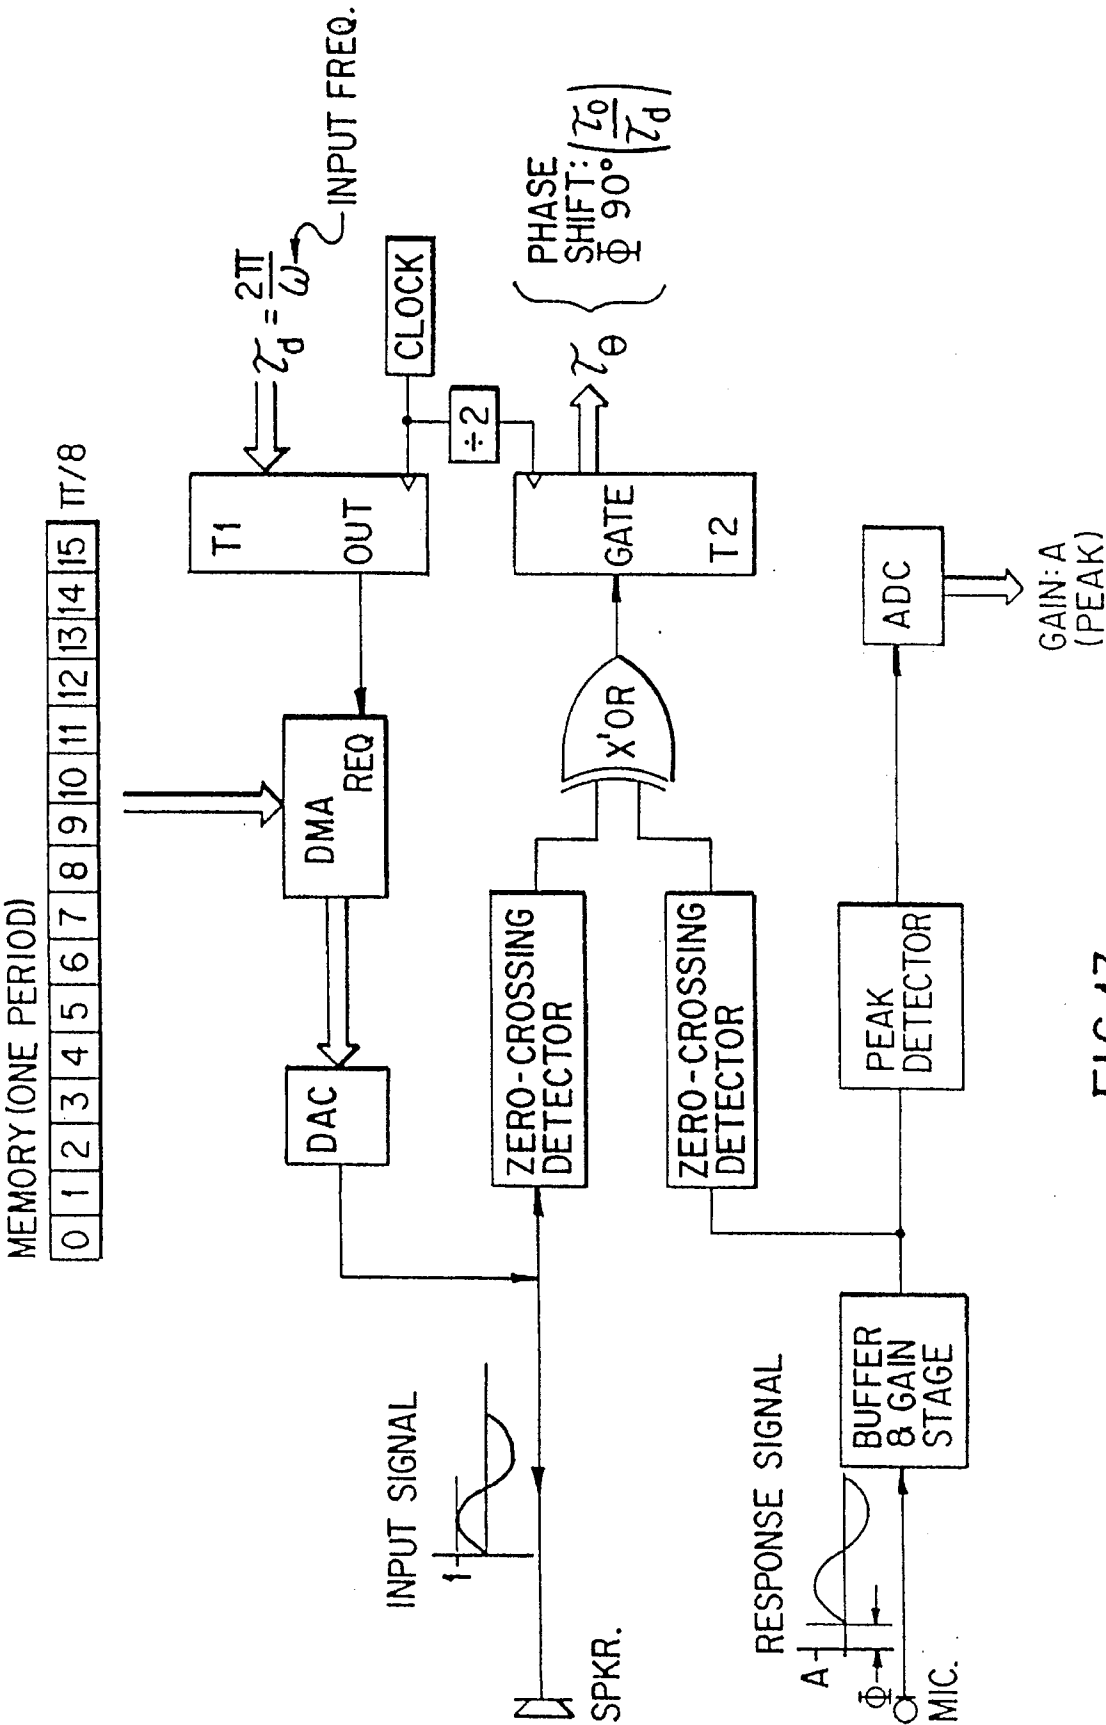 MEMORY (ONE PERIOD)
0 1 2 3 4 5 6 7 8 9 10 11 12 13 14 15 π/8
DAC
DMA
REQ
T1
OUT
τd = 2π/ω
INPUT FREQ.
CLOCK
÷2
INPUT SIGNAL
1
SPKR.
ZERO-CROSSING
DETECTOR
ZERO-CROSSING
DETECTOR
X'OR
GATE
T2
τθ
PHASE
SHIFT:
Φ 90° (τo/τd)
RESPONSE SIGNAL
A
Φ
MIC.
BUFFER
& GAIN
STAGE
PEAK
DETECTOR
ADC
GAIN: A
(PEAK)